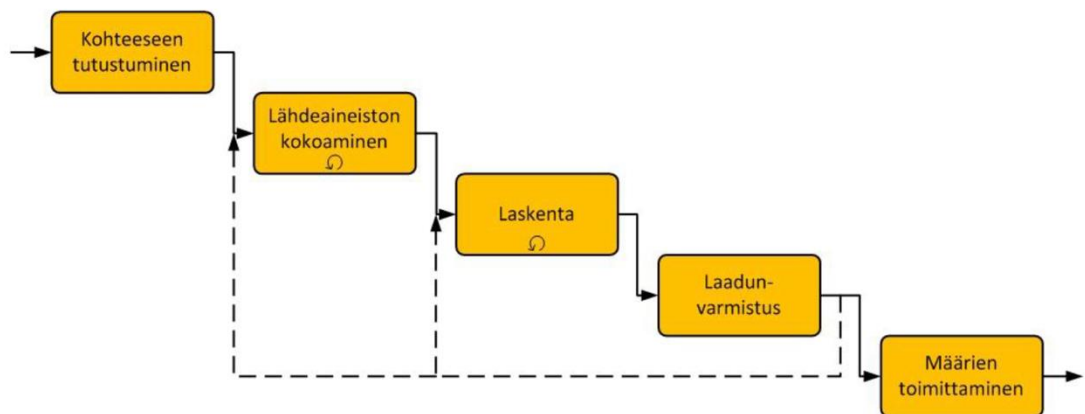 Kohteeseen
tutustuminen
Lähdeaineiston
kokoaminen
Laskenta
Laadun-
varmistus
Määrien
toimittaminen